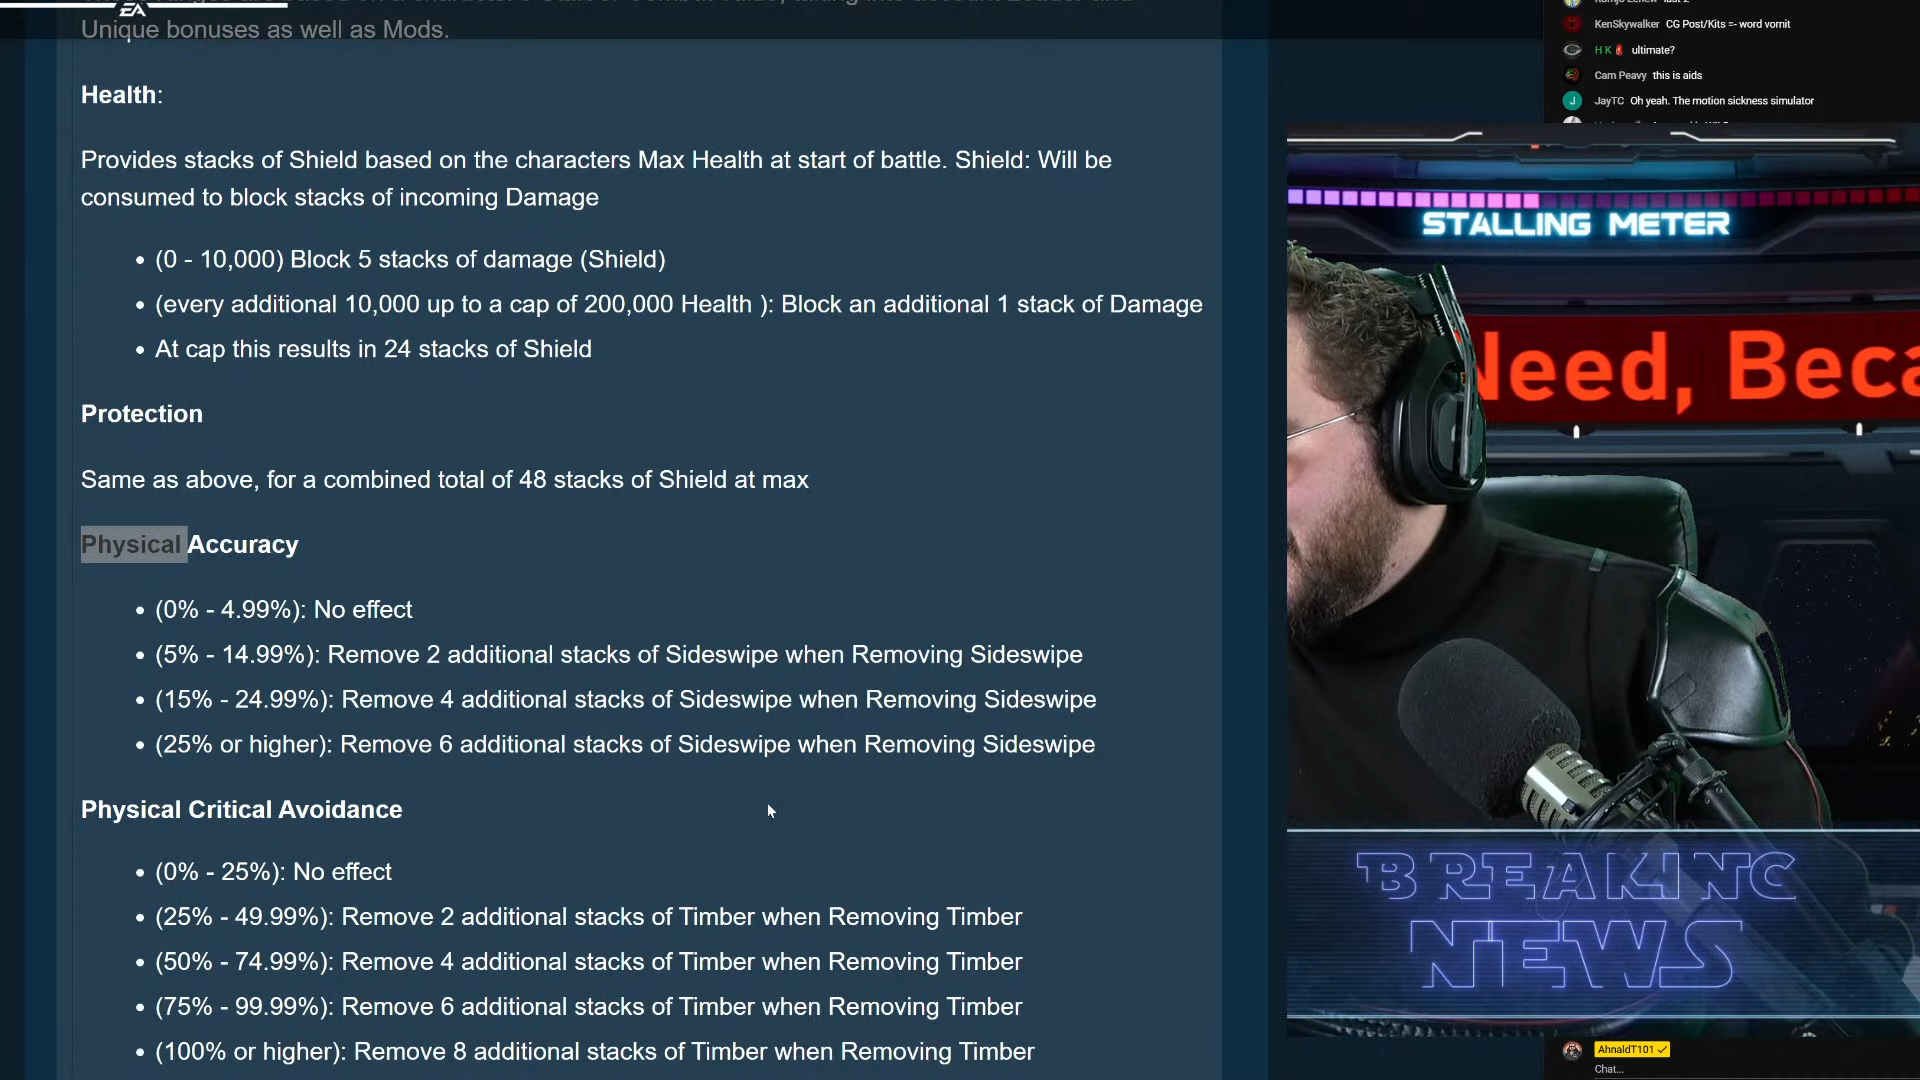 EA
Unique bonuses as well as Mods.
Health:
Provides stacks of Shield based on the characters Max Health at start of battle. Shield: Will be
consumed to block stacks of incoming Damage
• (0 - 10,000) Block 5 stacks of damage (Shield)
• (every additional 10,000 up to a cap of 200,000 Health ): Block an additional 1 stack of Damage
• At cap this results in 24 stacks of Shield
Protection
Same as above, for a combined total of 48 stacks of Shield at max
Physical Accuracy
• (0% - 4.99%): No effect
• (5% - 14.99%): Remove 2 additional stacks of Sideswipe when Removing Sideswipe
• (15% - 24.99%): Remove 4 additional stacks of Sideswipe when Removing Sideswipe
• (25% or higher): Remove 6 additional stacks of Sideswipe when Removing Sideswipe
Physical Critical Avoidance
• (0% - 25%): No effect
• (25% - 49.99%): Remove 2 additional stacks of Timber when Removing Timber
• (50% - 74.99%): Remove 4 additional stacks of Timber when Removing Timber
• (75% - 99.99%): Remove 6 additional stacks of Timber when Removing Timber
• (100% or higher): Remove 8 additional stacks of Timber when Removing Timber
KenSkywalker CG Post/Kits =- word vomit
H K ultimate?
Cam Peavy this is aids
J JayTC Oh yeah. The motion sickness simulator
STALLING METER
Need, Beca
BREAKING
NEWS
AhnaldT101
Chat...